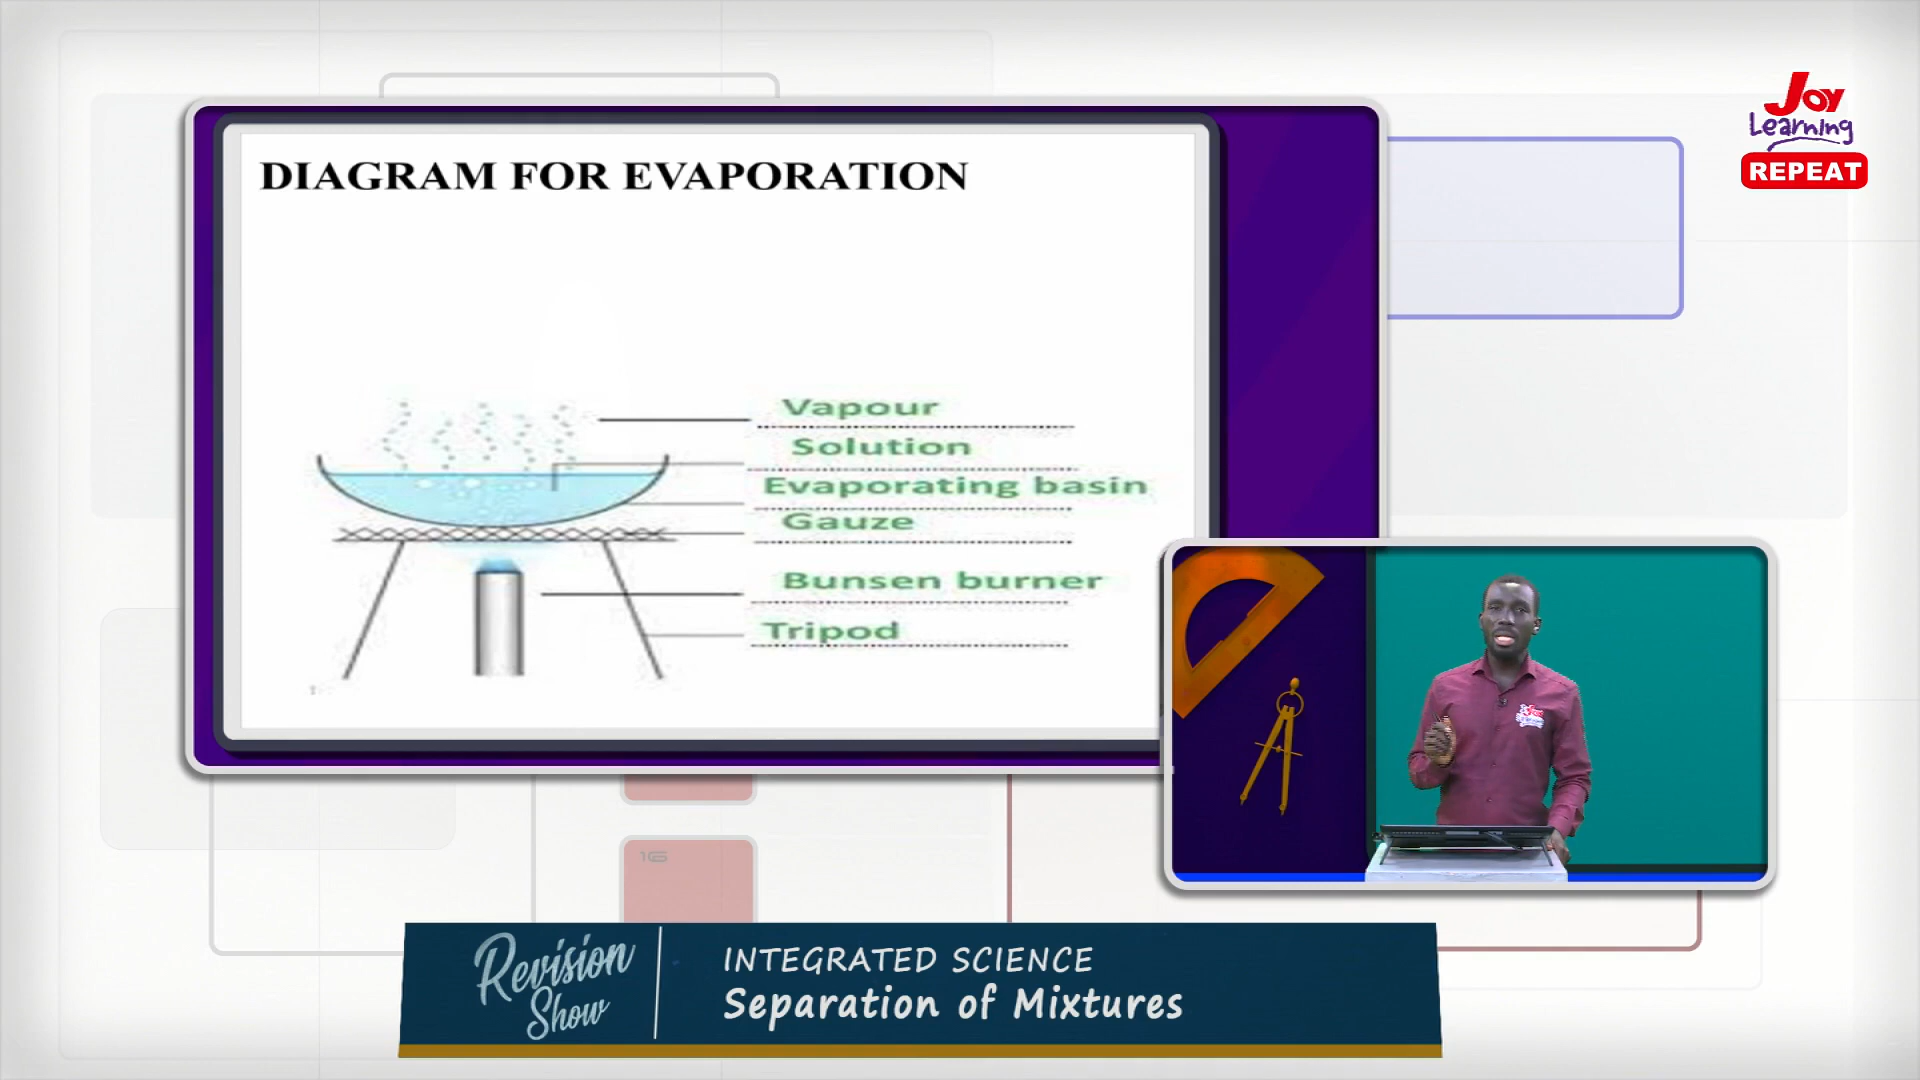 DIAGRAM FOR EVAPORATION
Vapour
Solution
Evaporating basin
Gauze
Bunsen burner
Tripod
Joy
Learning
REPEAT
Revision
Show
INTEGRATED SCIENCE
Separation of Mixtures